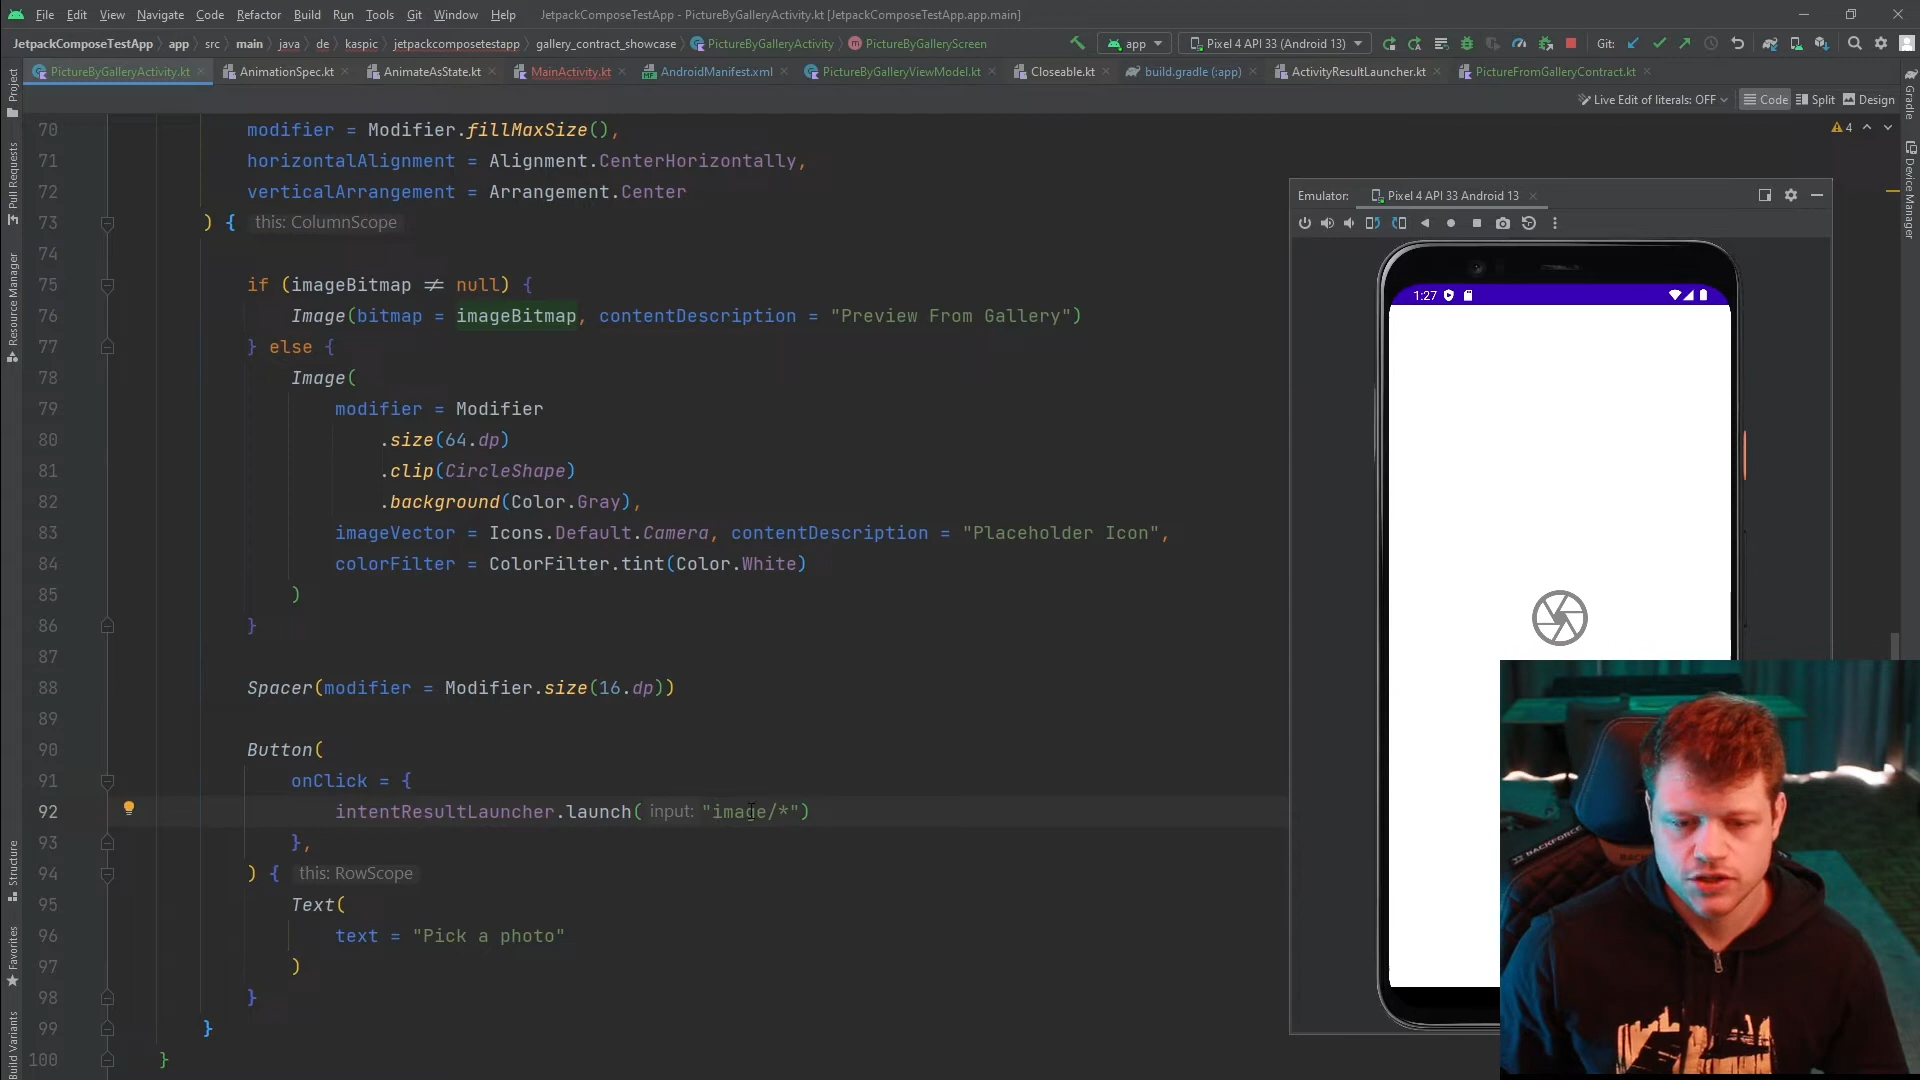 File Edit View Navigate Code Refactor Build Run Tools Git Window Help JetpackComposeTestApp - PictureByGalleryActivity.kt [JetpackComposeTestApp.app.main]
JetpackComposeTestApp app src main java de kaspic jetpackcomposetestapp gallery_contract_showcase PictureByGalleryActivity PictureByGalleryScreen app Pixel 4 API 33 (Android 13) Git:
PictureByGalleryActivity.kt AnimationSpec.kt AnimateAsState.kt MainActivity.kt AndroidManifest.xml PictureByGalleryViewModel.kt Closeable.kt build.gradle (:app) ActivityResultLauncher.kt PictureFromGalleryContract.kt
Live Edit of literals: OFF Code Split Design
4
Project
Pull Requests
Resource Manager
Structure
Favorites
Build Variants
Gradle
Device Manager
70 modifier = Modifier.fillMaxSize(),
71 horizontalAlignment = Alignment.CenterHorizontally,
72 verticalArrangement = Arrangement.Center
73 ) { this: ColumnScope
74
75 if (imageBitmap ≠ null) {
76 Image(bitmap = imageBitmap, contentDescription = "Preview From Gallery")
77 } else {
78 Image(
79 modifier = Modifier
80 .size(64.dp)
81 .clip(CircleShape)
82 .background(Color.Gray),
83 imageVector = Icons.Default.Camera, contentDescription = "Placeholder Icon",
84 colorFilter = ColorFilter.tint(Color.White)
85 )
86 }
87
88 Spacer(modifier = Modifier.size(16.dp))
89
90 Button(
91 onClick = {
92 intentResultLauncher.launch( input: "image/*")
93 },
94 ) { this: RowScope
95 Text(
96 text = "Pick a photo"
97 )
98 }
99 }
100 }
Emulator: Pixel 4 API 33 Android 13
1:27
BACKFORCE